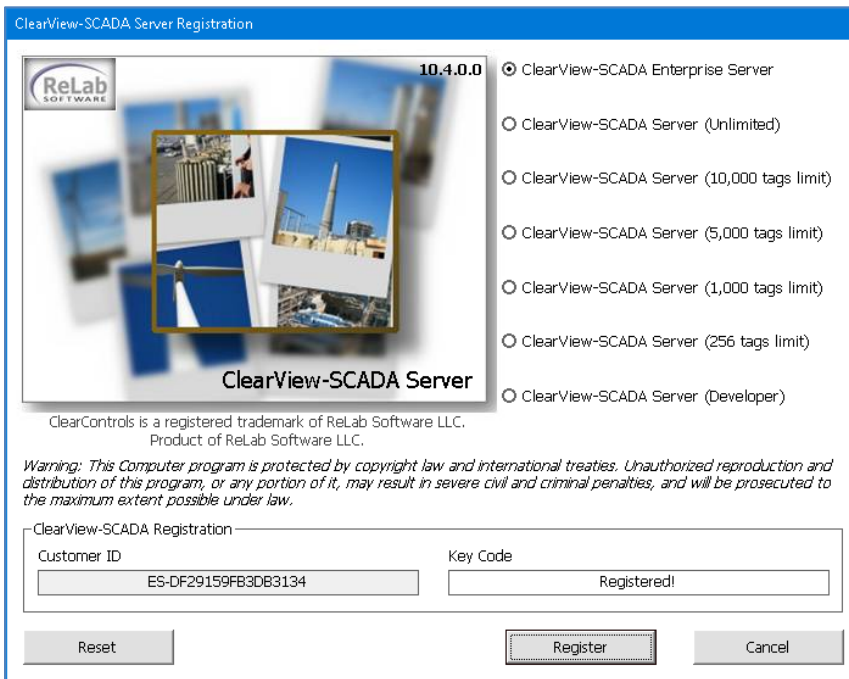 ClearView-SCADA Server Registration
ReLab
SOFTWARE
10.4.0.0
ClearView-SCADA Server
ClearView-SCADA Enterprise Server
ClearView-SCADA Server (Unlimited)
ClearView-SCADA Server (10,000 tags limit)
ClearView-SCADA Server (5,000 tags limit)
ClearView-SCADA Server (1,000 tags limit)
ClearView-SCADA Server (256 tags limit)
ClearView-SCADA Server (Developer)
ClearControls is a registered trademark of ReLab Software LLC.
Product of ReLab Software LLC.
Warning: This Computer program is protected by copyright law and international treaties. Unauthorized reproduction and
distribution of this program, or any portion of it, may result in severe civil and criminal penalties, and will be prosecuted to
the maximum extent possible under law.
ClearView-SCADA Registration
Customer ID
Key Code
ES-DF29159FB3DB3134
Registered!
Reset
Register
Cancel